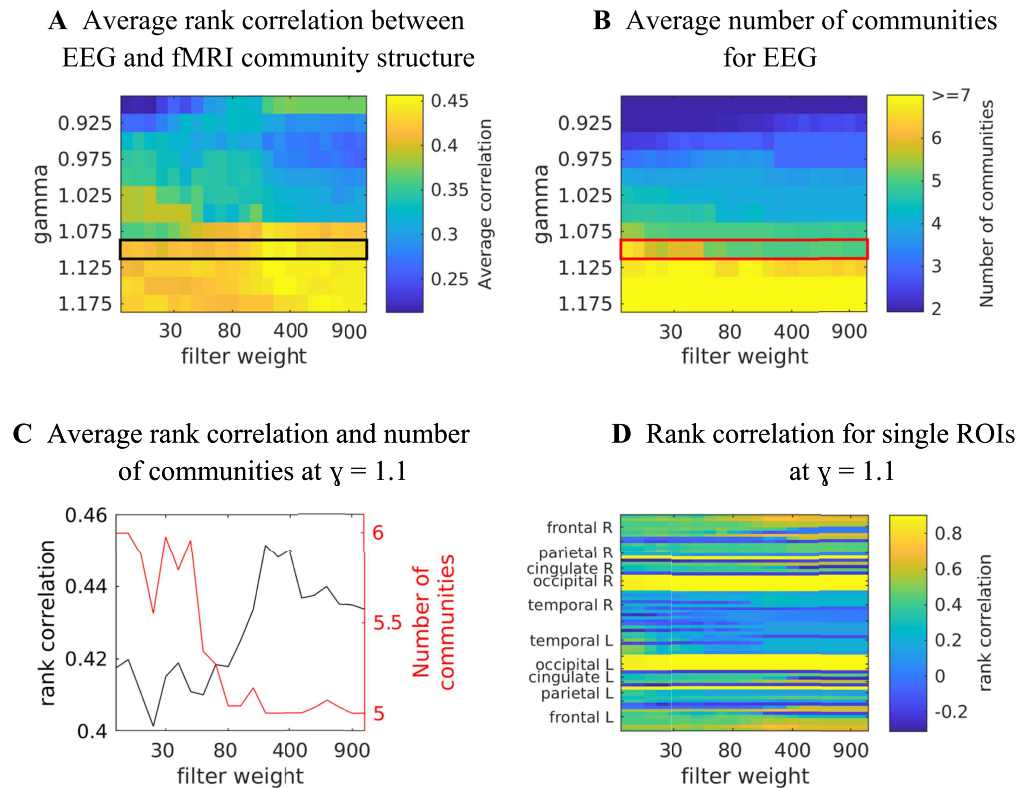 A Average rank correlation between
EEG and fMRI community structure
gamma
0.925
0.975
1.025
1.075
1.125
1.175
30
80
400
900
filter weight
0.45
0.4
0.35
0.3
0.25
Average correlation
B Average number of communities
for EEG
gamma
0.925
0.975
1.025
1.075
1.125
1.175
30
80
400
900
filter weight
>=7
6
5
4
3
2
Number of communities
C Average rank correlation and number
of communities at ɣ = 1.1
rank correlation
0.46
0.44
0.42
0.4
30
80
400
900
filter weight
6
5.5
5
Number of
communities
D Rank correlation for single ROIs
at ɣ = 1.1
frontal R
parietal R
cingulate R
occipital R
temporal R
temporal L
occipital L
cingulate L
parietal L
frontal L
30
80
400
900
filter weight
0.8
0.6
0.4
0.2
0
-0.2
rank correlation